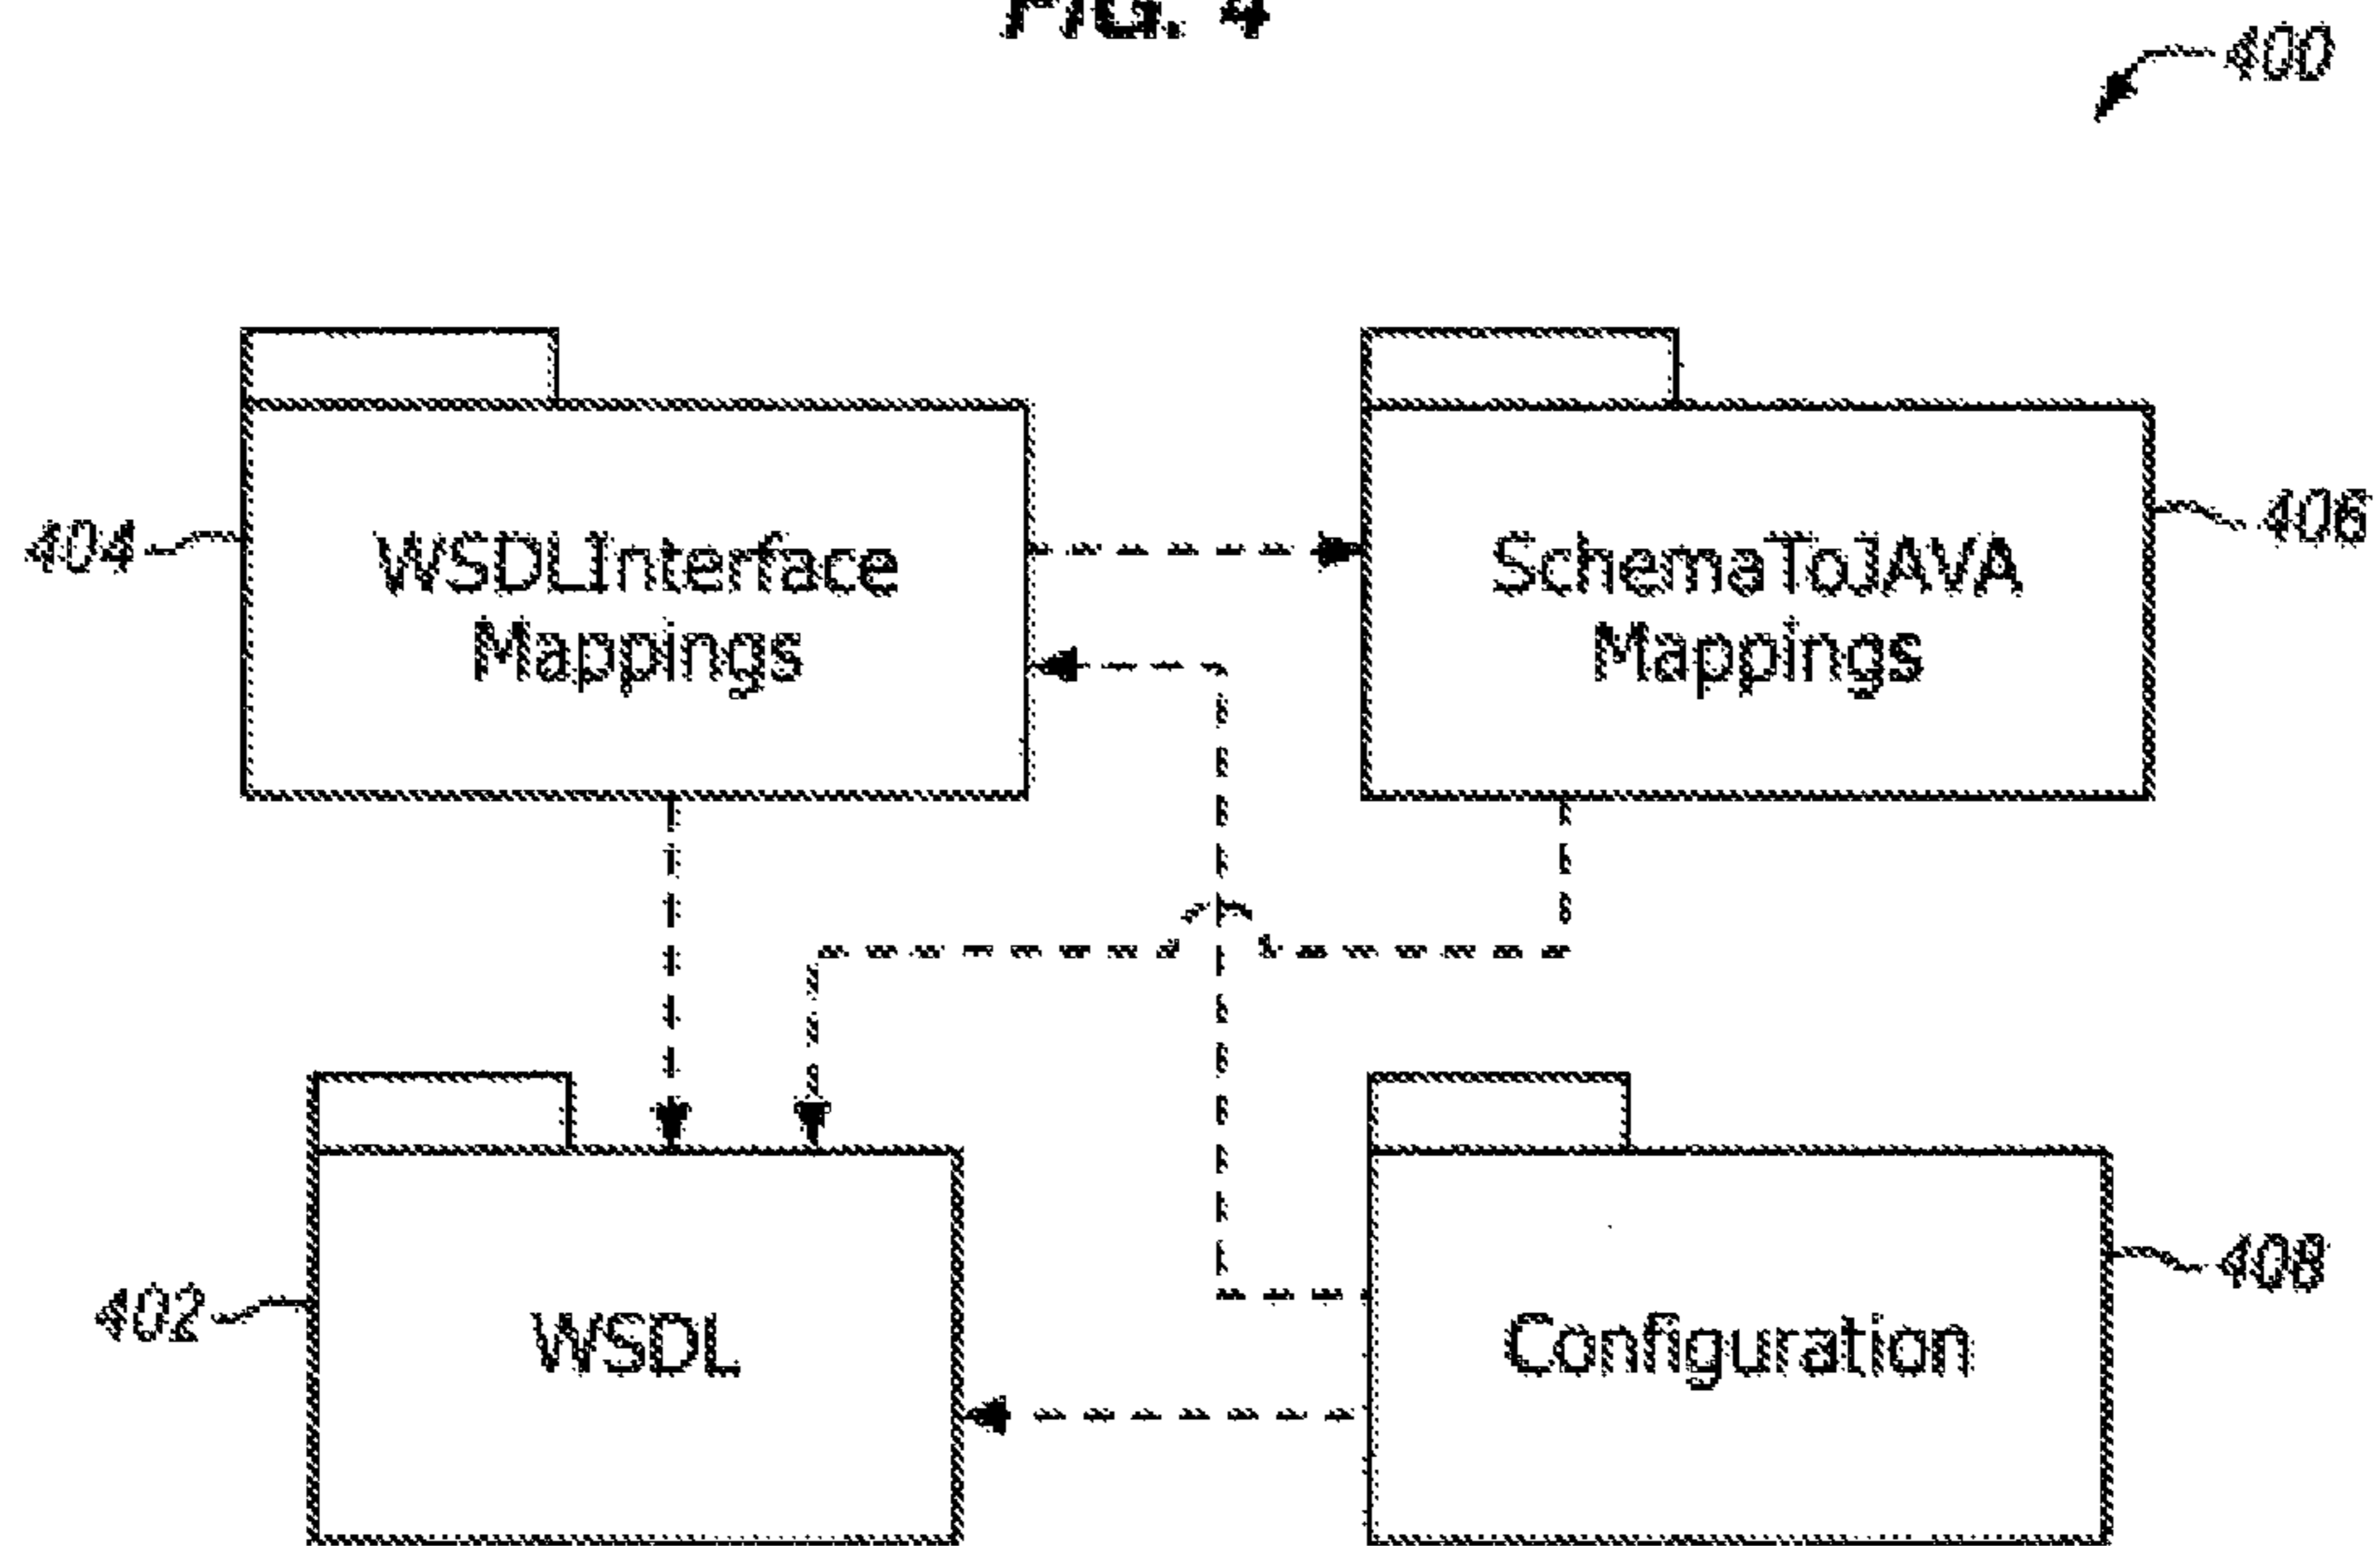 FIG. 4
400
404
WSDLInterface
Mappings
SchemaToJAVA
Mappings
406
402
WSDL
Configuration
408